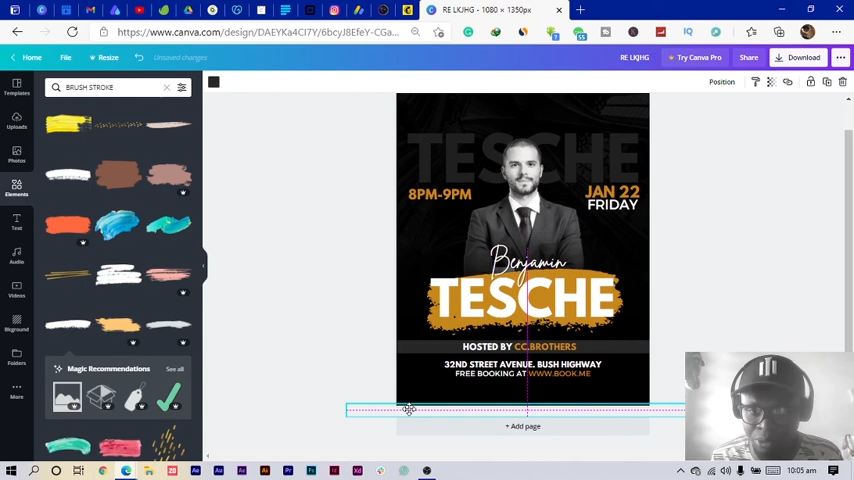 RE LKJHG - 1080 × 1350px
https://www.canva.com/design/DAEYKa4CI7Y/6bcyJ8EfeY-CGa...
Home
File
Resize
Unsaved changes
RE LKJHG
Try Canva Pro
Share
Download
Templates
Uploads
Photos
Elements
Text
Audio
Videos
Bkground
Folders
More
BRUSH STROKE
Position
Magic Recommendations
See all
TESCHE
8PM-9PM
JAN 22
FRIDAY
Benjamin
TESCHE
HOSTED BY CC.BROTHERS
32ND STREET AVENUE. BUSH HIGHWAY
FREE BOOKING AT WWW.BOOK.ME
+ Add page
10:05 am